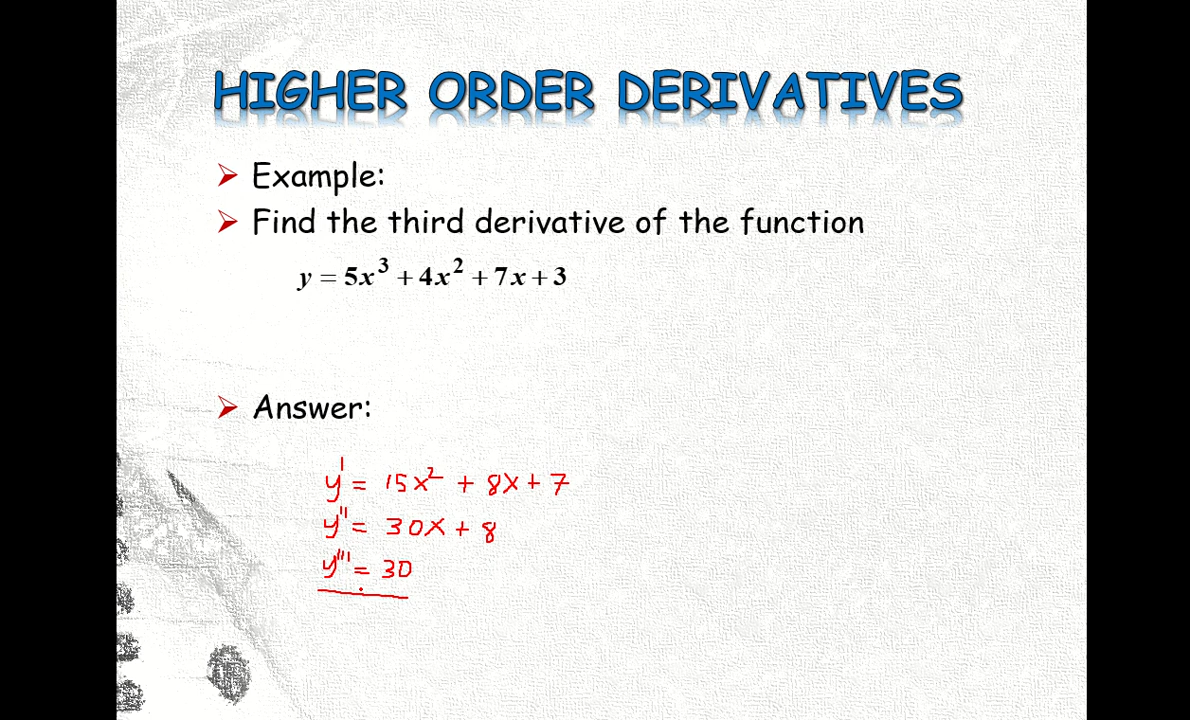 HIGHER ORDER DERIVATIVES
Example:
Find the third derivative of the function
y = 5x³ + 4x² + 7x + 3
Answer:
y' = 15x² + 8x + 7
y'' = 30x + 8
y''' = 30